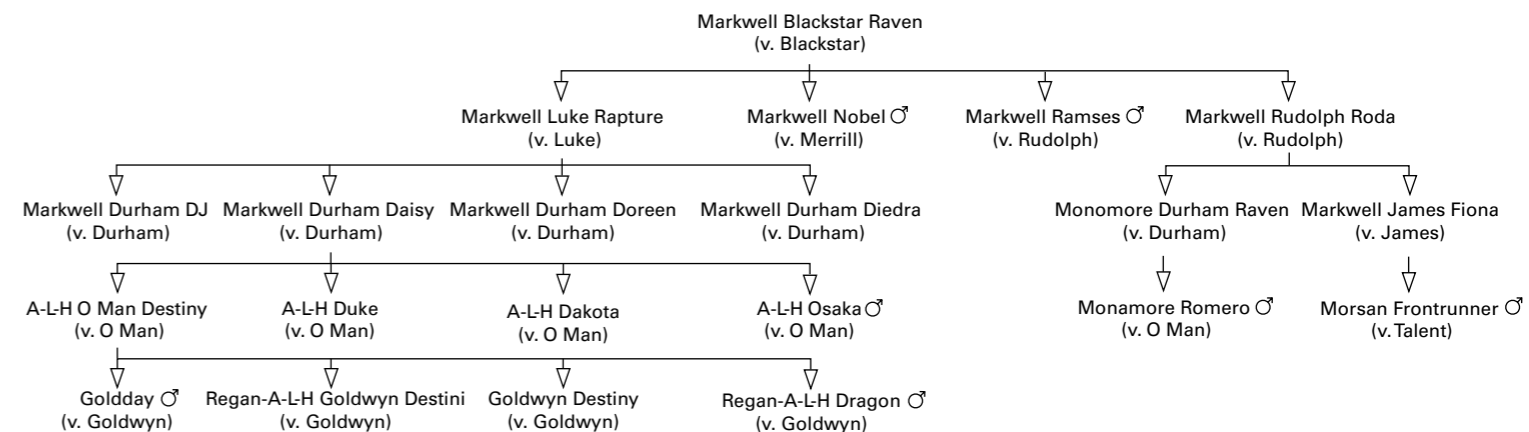 Markwell Blackstar Raven
(v. Blackstar)
Markwell Luke Rapture
(v. Luke)
Markwell Nobel ♂
(v. Merrill)
Markwell Ramses ♂
(v. Rudolph)
Markwell Rudolph Roda
(v. Rudolph)
Markwell Durham DJ
(v. Durham)
Markwell Durham Daisy
(v. Durham)
Markwell Durham Doreen
(v. Durham)
Markwell Durham Diedra
(v. Durham)
Monomore Durham Raven
(v. Durham)
Markwell James Fiona
(v. James)
A-L-H O Man Destiny
(v. O Man)
A-L-H Duke
(v. O Man)
A-L-H Dakota
(v. O Man)
A-L-H Osaka ♂
(v. O Man)
Monamore Romero ♂
(v. O Man)
Morsan Frontrunner ♂
(v. Talent)
Goldday ♂
(v. Goldwyn)
Regan-A-L-H Goldwyn Destini
(v. Goldwyn)
Goldwyn Destiny
(v. Goldwyn)
Regan-A-L-H Dragon ♂
(v. Goldwyn)